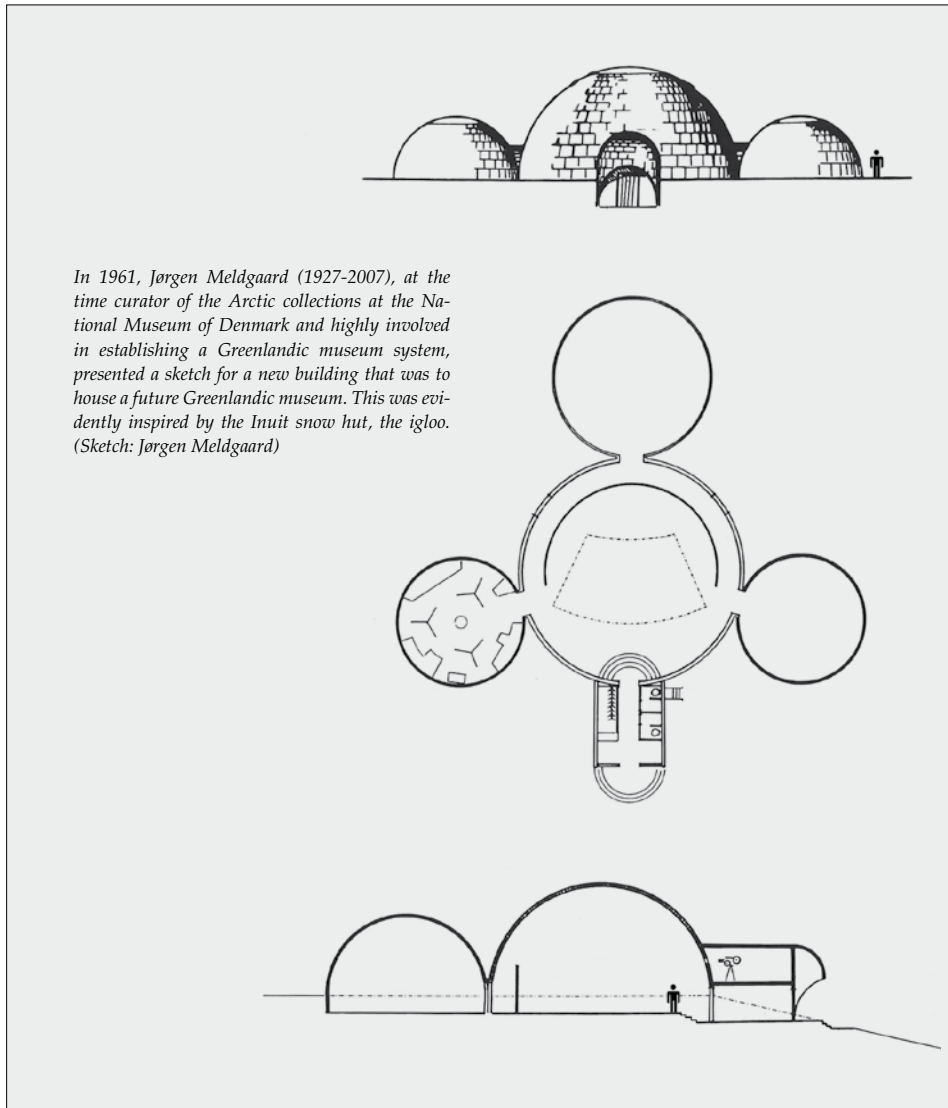 In 1961, Jørgen Meldgaard (1927-2007), at the
time curator of the Arctic collections at the Na-
tional Museum of Denmark and highly involved
in establishing a Greenlandic museum system,
presented a sketch for a new building that was to
house a future Greenlandic museum. This was evi-
dently inspired by the Inuit snow hut, the igloo.
(Sketch: Jørgen Meldgaard)